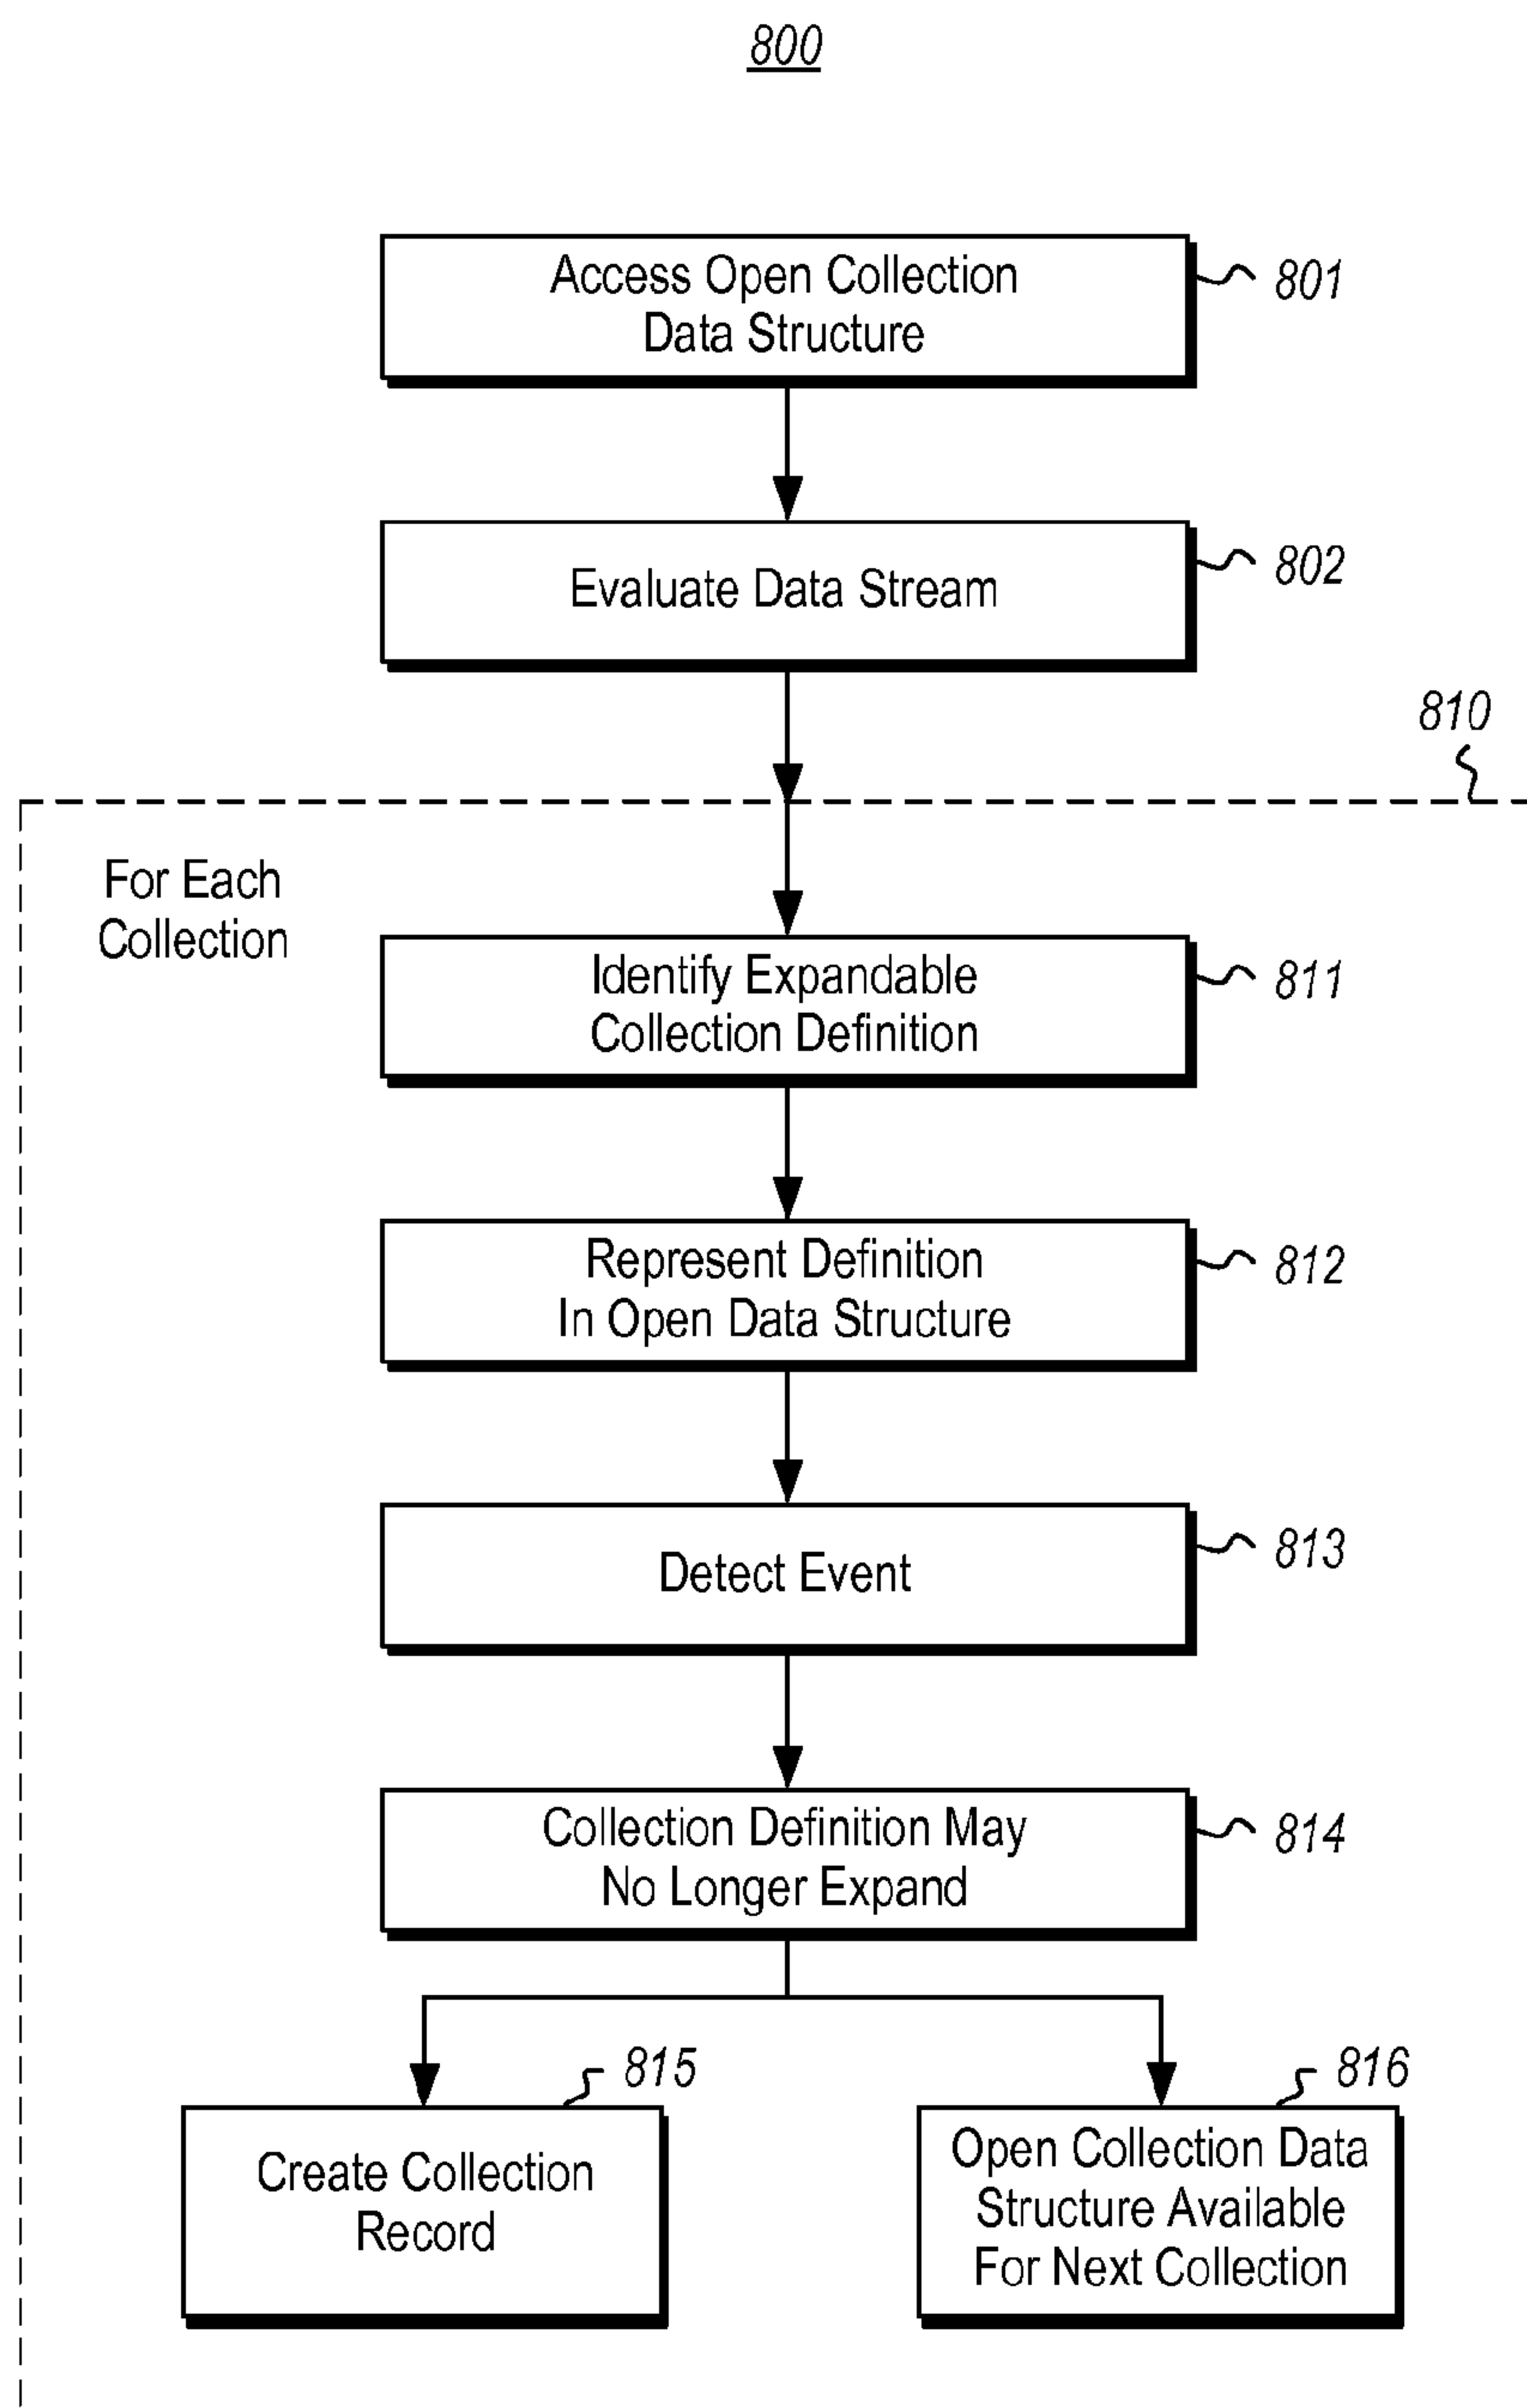 800
Access Open Collection
Data Structure
801
Evaluate Data Stream
802
810
For Each
Collection
Identify Expandable
Collection Definition
811
Represent Definition
In Open Data Structure
812
Detect Event
813
Collection Definition May
No Longer Expand
814
815
Create Collection
Record
816
Open Collection Data
Structure Available
For Next Collection